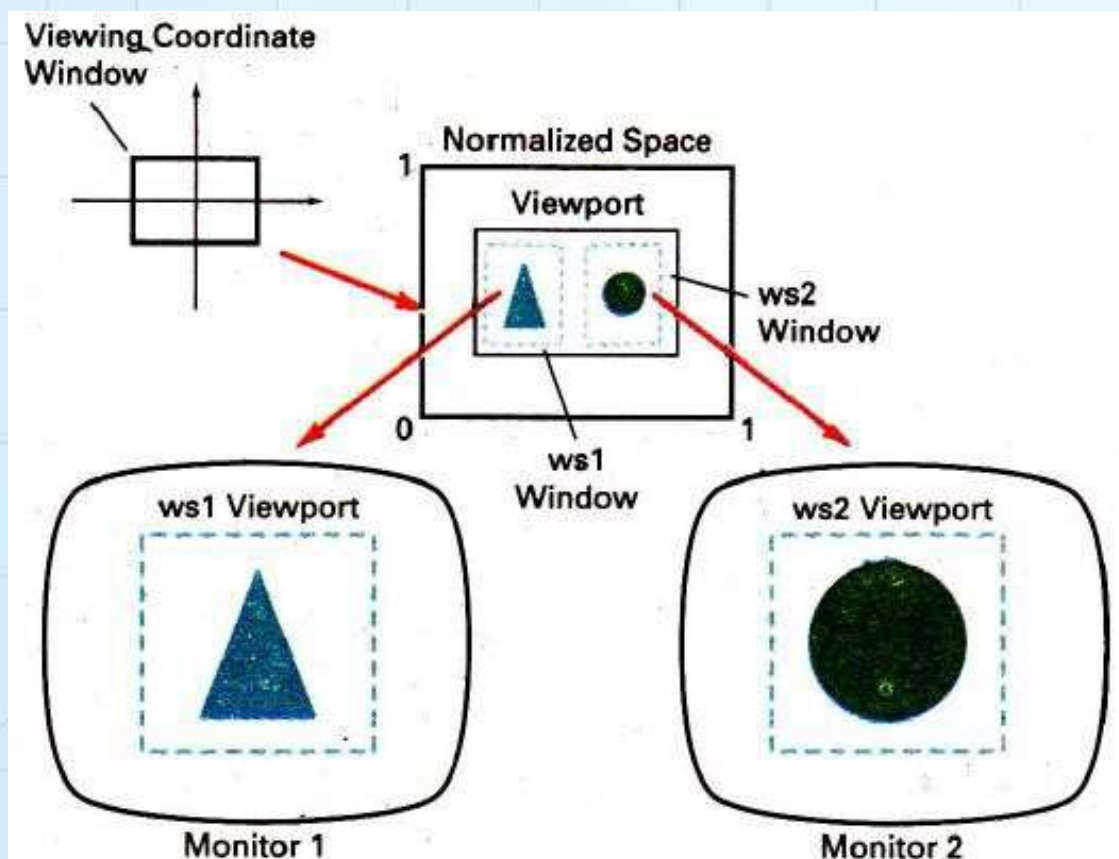 Viewing Coordinate
Window
Normalized Space
1
Viewport
ws2
Window
0
1
ws1
Window
ws1 Viewport
ws2 Viewport
Monitor 1
Monitor 2